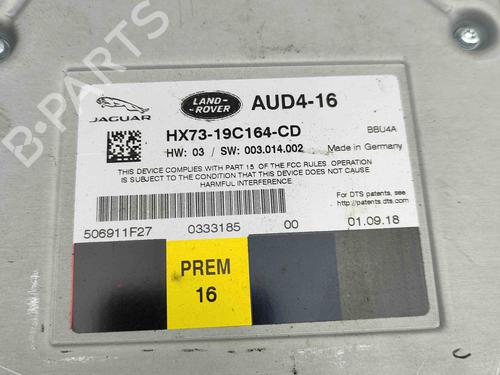 JAGUAR
LAND-
ROVER
AUD4-16
HX73-19C164-CD
BBU4A
HW: 03 / SW: 003.014.002
Made in Germany
THIS DEVICE COMPLIES WITH PART 15 OF THE FCC RULES. OPERATION
IS SUBJECT TO THE CONDITION THAT THIS DEVICE DOES NOT CAUSE
HARMFUL INTERFERENCE.
For DTS patents, see
http://patents.dts.com
506911F27
0333185
00
01.09.18
PREM
16
B-PARTS